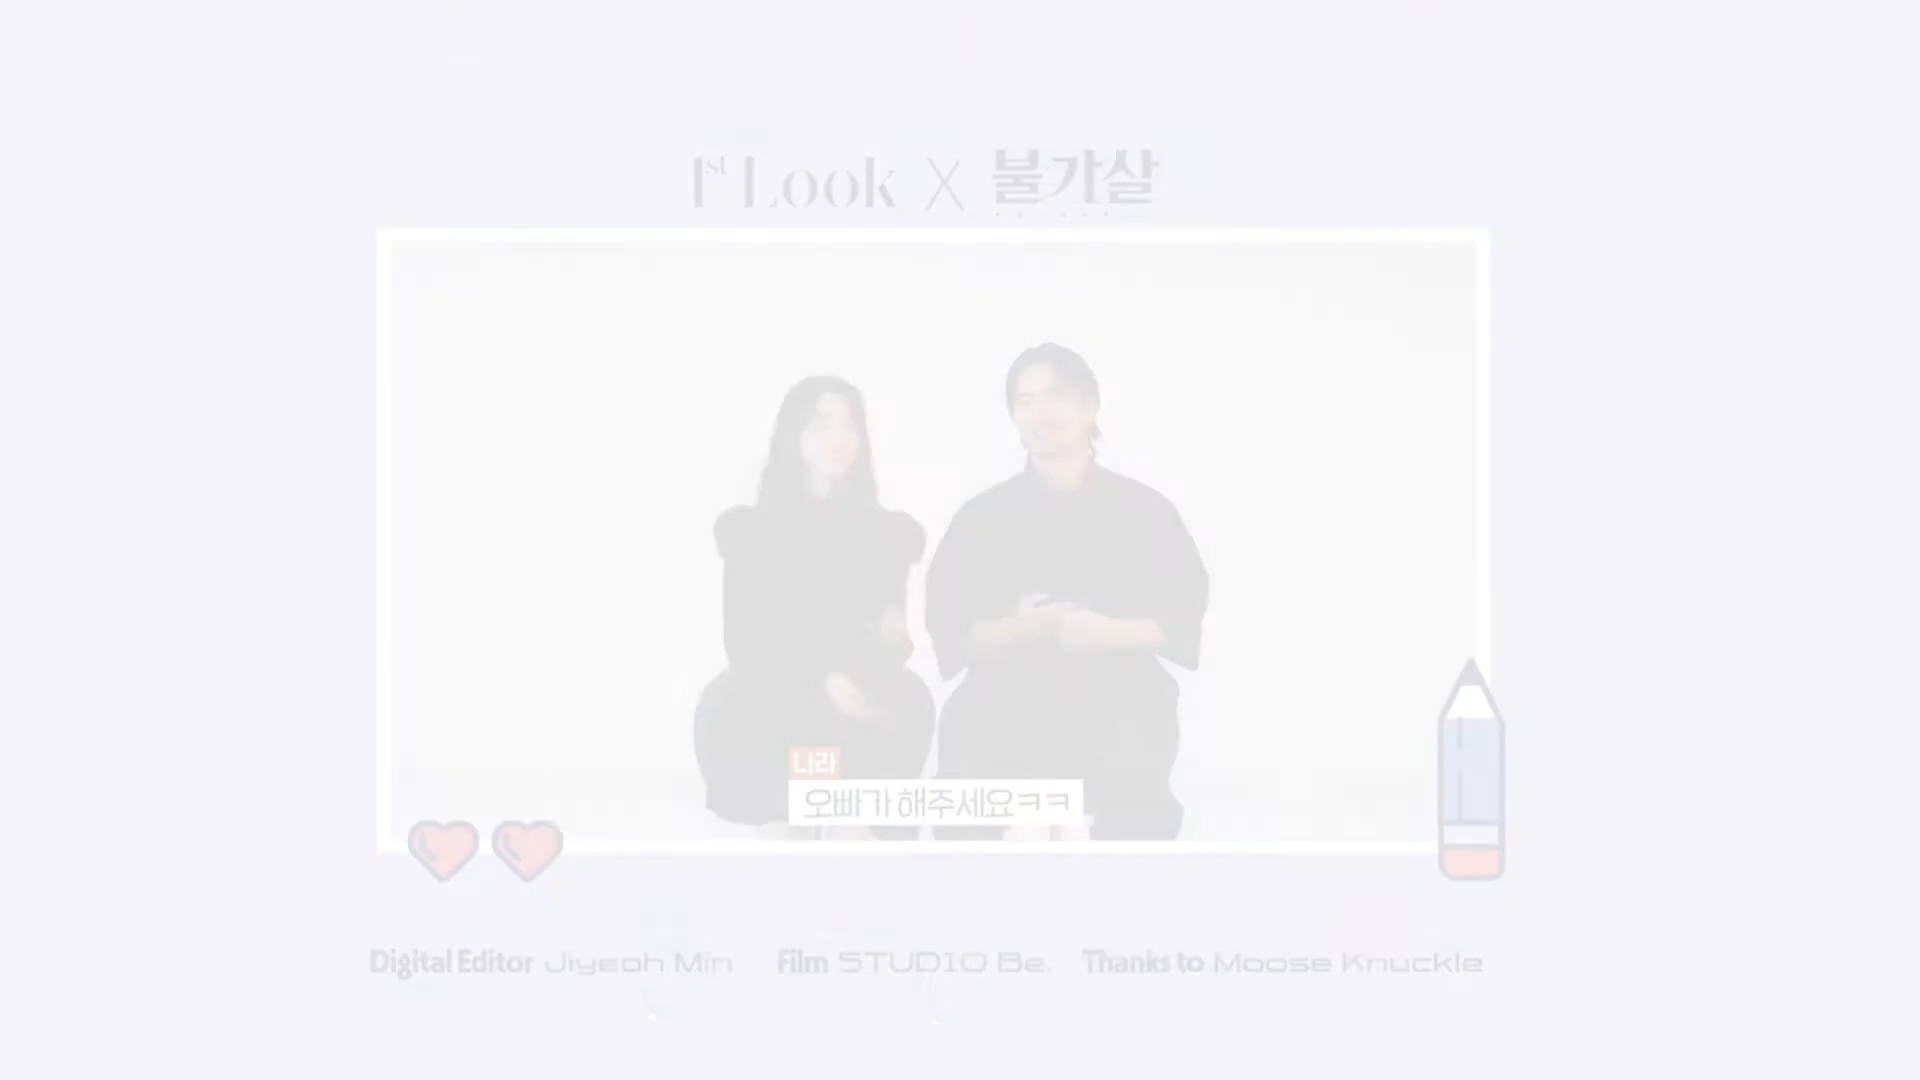 1st Look X 불가살
니라
오빠가 해주세요ㅋㅋ
Digital Editor Jiyeoh Min Film STUDIO Be. Thanks to Moose Knuckle